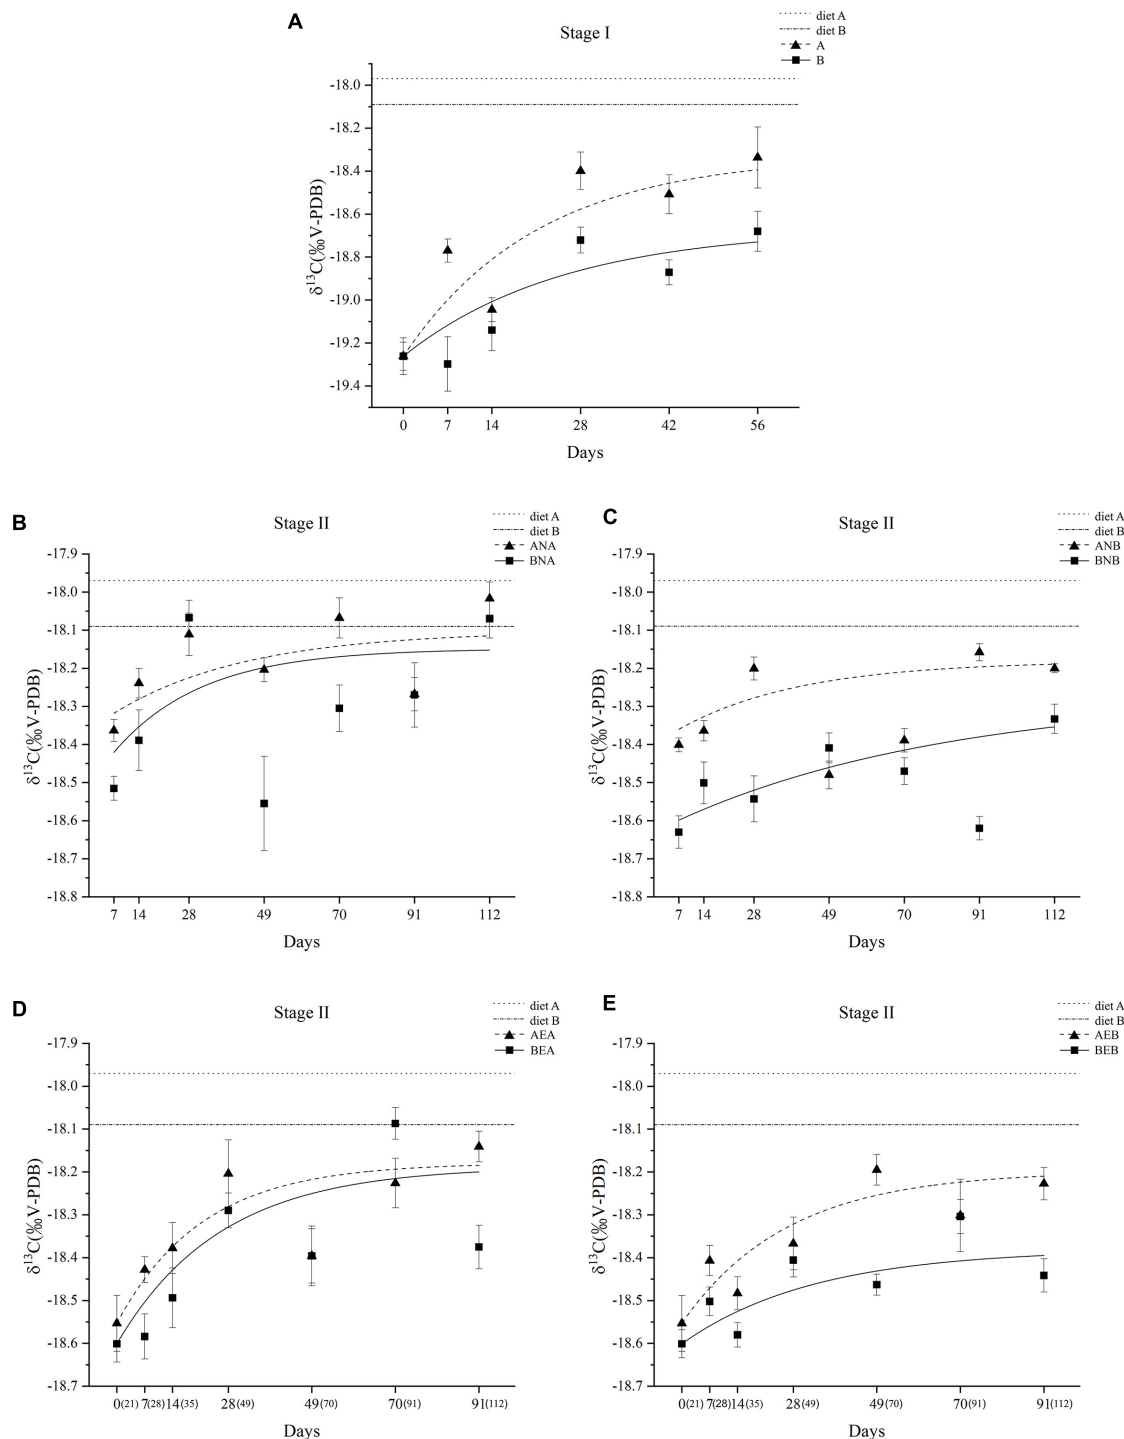 A
Stage I
diet A
diet B
A
B
-18.0
-18.2
-18.4
-18.6
-18.8
-19.0
-19.2
-19.4
δ13C(‰V-PDB)
0 7 14 28 42 56
Days
B
Stage II
diet A
diet B
ANA
BNA
-17.9
-18.0
-18.1
-18.2
-18.3
-18.4
-18.5
-18.6
-18.7
-18.8
δ13C(‰V-PDB)
7 14 28 49 70 91 112
Days
C
Stage II
diet A
diet B
ANB
BNB
-17.9
-18.0
-18.1
-18.2
-18.3
-18.4
-18.5
-18.6
-18.7
-18.8
δ13C(‰V-PDB)
7 14 28 49 70 91 112
Days
D
Stage II
diet A
diet B
AEA
BEA
-17.9
-18.0
-18.1
-18.2
-18.3
-18.4
-18.5
-18.6
-18.7
δ13C(‰V-PDB)
0(21) 7(28) 14(35) 28(49) 49(70) 70(91) 91(112)
Days
E
Stage II
diet A
diet B
AEB
BEB
-17.9
-18.0
-18.1
-18.2
-18.3
-18.4
-18.5
-18.6
-18.7
δ13C(‰V-PDB)
0(21) 7(28) 14(35) 28(49) 49(70) 70(91) 91(112)
Days